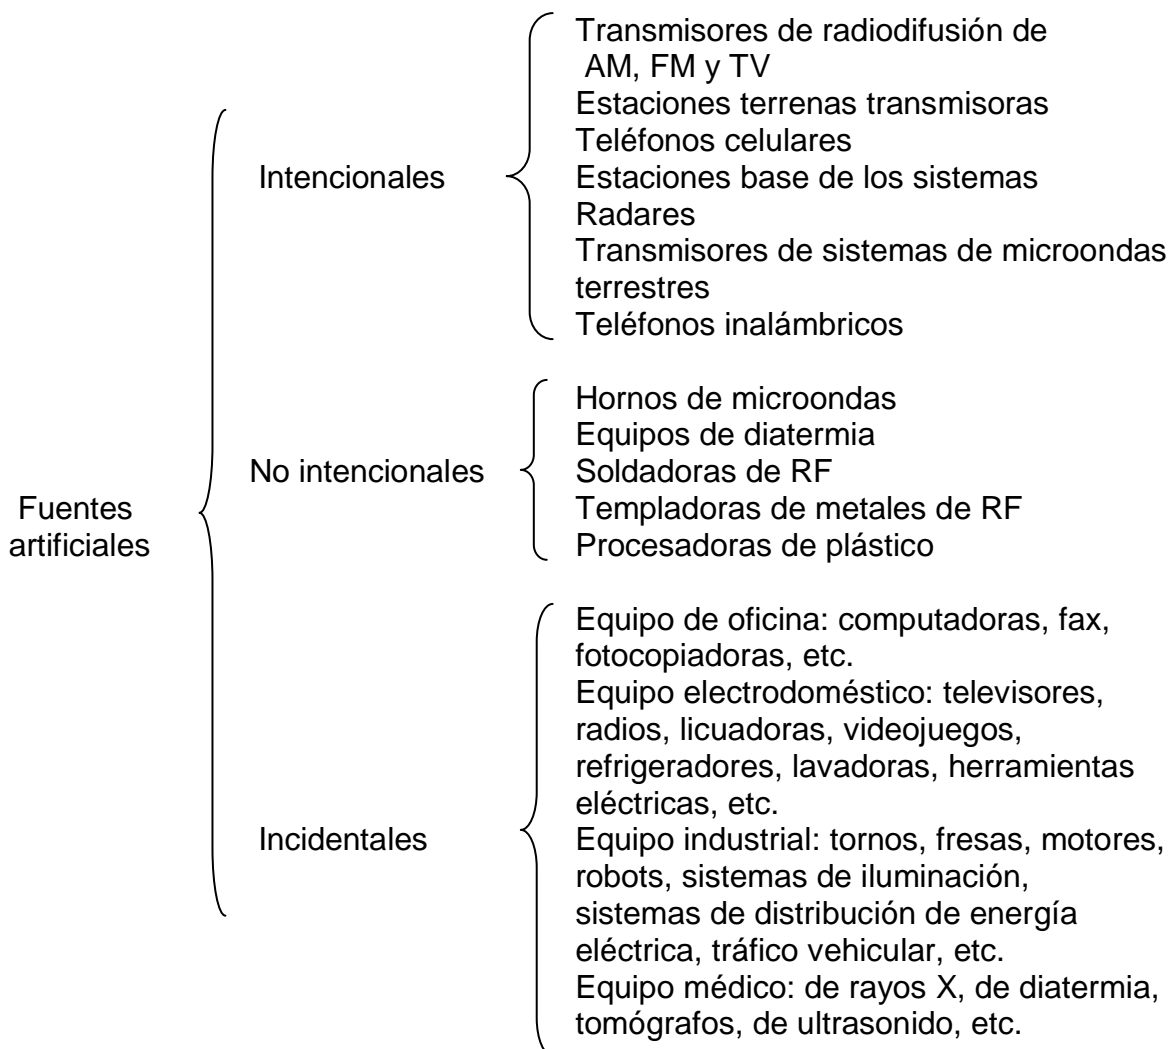 Fuentes
artificiales
Intencionales
Transmisores de radiodifusión de
AM, FM y TV
Estaciones terrenas transmisoras
Teléfonos celulares
Estaciones base de los sistemas
Radares
Transmisores de sistemas de microondas
terrestres
Teléfonos inalámbricos
No intencionales
Hornos de microondas
Equipos de diatermia
Soldadoras de RF
Templadoras de metales de RF
Procesadoras de plástico
Incidentales
Equipo de oficina: computadoras, fax,
fotocopiadoras, etc.
Equipo electrodoméstico: televisores,
radios, licuadoras, videojuegos,
refrigeradores, lavadoras, herramientas
eléctricas, etc.
Equipo industrial: tornos, fresas, motores,
robots, sistemas de iluminación,
sistemas de distribución de energía
eléctrica, tráfico vehicular, etc.
Equipo médico: de rayos X, de diatermia,
tomógrafos, de ultrasonido, etc.